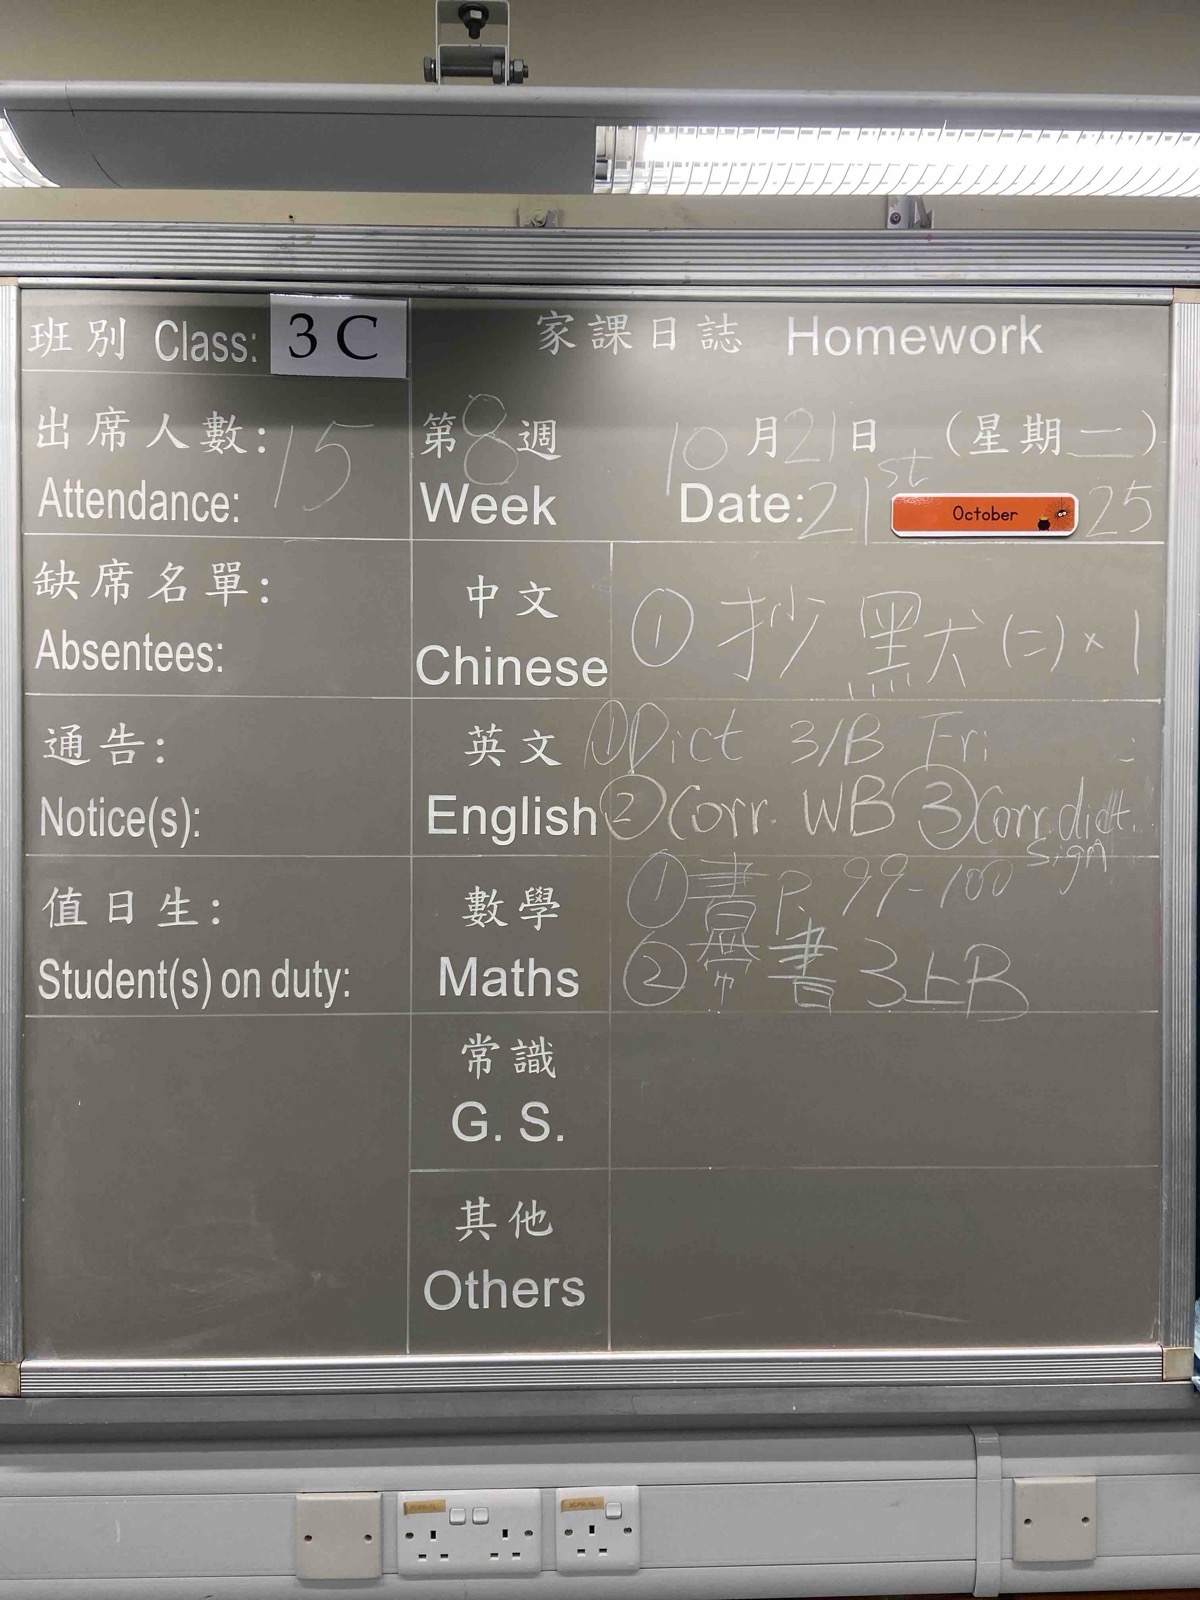 班別 Class: 3C
家課日誌 Homework
出席人數: 15
Attendance:
第8週 10月21日 (星期二)
Week Date: 21st October 25
缺席名單:
Absentees:
中文
Chinese
① 抄 默(二)×1
通告:
Notice(s):
英文
English
① Dict 3/B Fri
② Corr. WB ③ Corr. dict. sign
值日生:
Student(s) on duty:
數學
Maths
① 書 P. 99-100
② 帶書 3上B
常識
G. S.
其他
Others